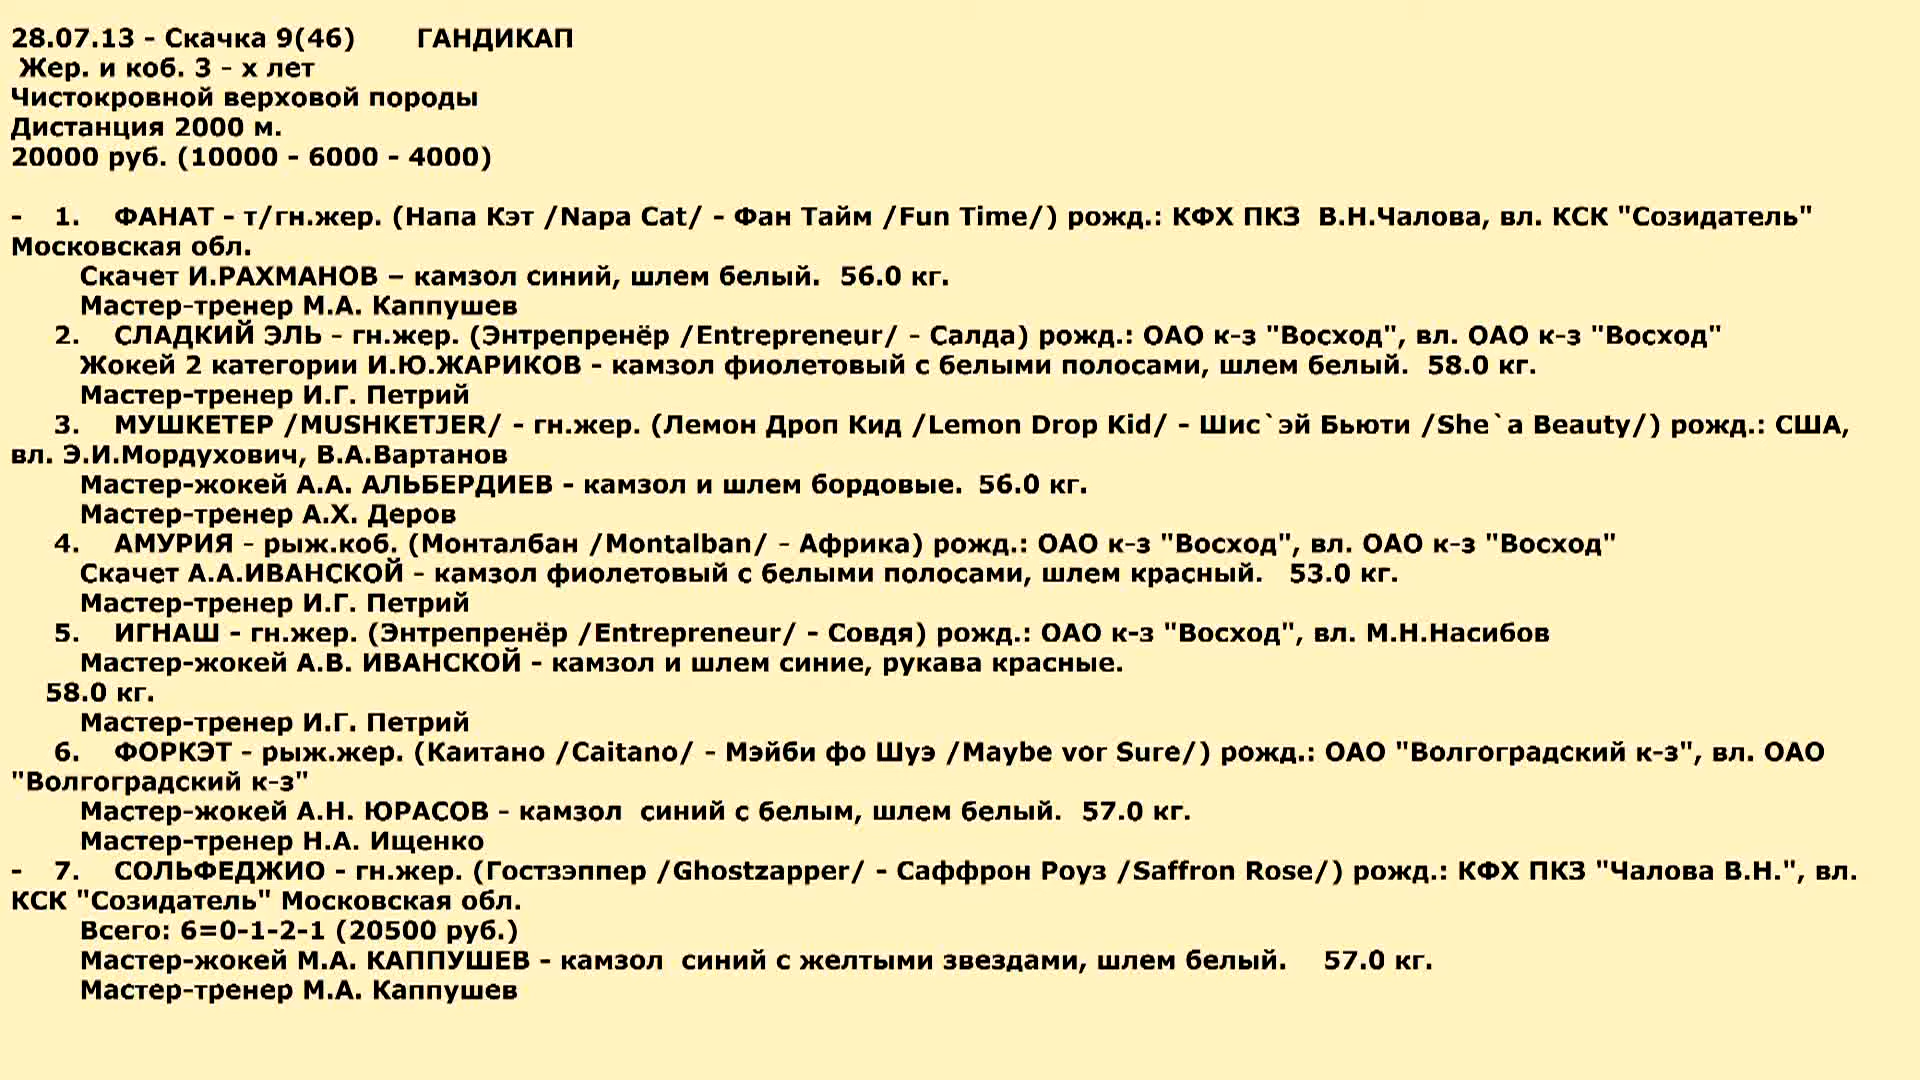 28.07.13 - Скачка 9(46) ГАНДИКАП
Жер. и коб. 3 - х лет
Чистокровной верховой породы
Дистанция 2000 м.
20000 руб. (10000 - 6000 - 4000)
- 1. ФАНАТ - т/гн.жер. (Напа Кэт /Napa Cat/ - Фан Тайм /Fun Time/) рожд.: КФХ ПКЗ В.Н.Чалова, вл. КСК "Созидатель"
Московская обл.
Скачет И.РАХМАНОВ – камзол синий, шлем белый. 56.0 кг.
Мастер-тренер М.А. Каппушев
2. СЛАДКИЙ ЭЛЬ - гн.жер. (Энтрепренёр /Entrepreneur/ - Салда) рожд.: ОАО к-з "Восход", вл. ОАО к-з "Восход"
Жокей 2 категории И.Ю.ЖАРИКОВ - камзол фиолетовый с белыми полосами, шлем белый. 58.0 кг.
Мастер-тренер И.Г. Петрий
3. МУШКЕТЕР /MUSHKETJER/ - гн.жер. (Лемон Дроп Кид /Lemon Drop Kid/ - Шис`эй Бьюти /She`a Beauty/) рожд.: США,
вл. Э.И.Мордухович, В.А.Вартанов
Мастер-жокей А.А. АЛЬБЕРДИЕВ - камзол и шлем бордовые. 56.0 кг.
Мастер-тренер А.Х. Деров
4. АМУРИЯ - рыж.коб. (Монталбан /Montalban/ - Африка) рожд.: ОАО к-з "Восход", вл. ОАО к-з "Восход"
Скачет А.А.ИВАНСКОЙ - камзол фиолетовый с белыми полосами, шлем красный. 53.0 кг.
Мастер-тренер И.Г. Петрий
5. ИГНАШ - гн.жер. (Энтрепренёр /Entrepreneur/ - Совдя) рожд.: ОАО к-з "Восход", вл. М.Н.Насибов
Мастер-жокей А.В. ИВАНСКОЙ - камзол и шлем синие, рукава красные.
58.0 кг.
Мастер-тренер И.Г. Петрий
6. ФОРКЭТ - рыж.жер. (Каитано /Caitano/ - Мэйби фо Шуэ /Maybe vor Sure/) рожд.: ОАО "Волгоградский к-з", вл. ОАО
"Волгоградский к-з"
Мастер-жокей А.Н. ЮРАСОВ - камзол синий с белым, шлем белый. 57.0 кг.
Мастер-тренер Н.А. Ищенко
- 7. СОЛЬФЕДЖИО - гн.жер. (Гостзэппер /Ghostzapper/ - Саффрон Роуз /Saffron Rose/) рожд.: КФХ ПКЗ "Чалова В.Н.", вл.
КСК "Созидатель" Московская обл.
Всего: 6=0-1-2-1 (20500 руб.)
Мастер-жокей М.А. КАППУШЕВ - камзол синий с желтыми звездами, шлем белый. 57.0 кг.
Мастер-тренер М.А. Каппушев